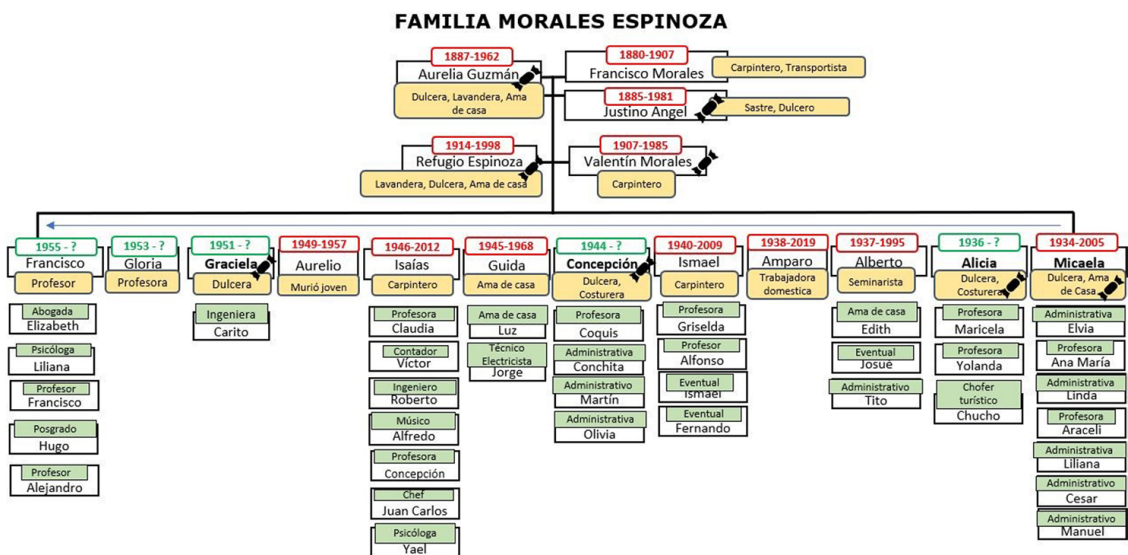 FAMILIA MORALES ESPINOZA
1887-1962
Aurelia Guzmán
Dulcera, Lavandera, Ama
de casa
1880-1907
Francisco Morales
Carpintero, Transportista
1885-1981
Justino Angel
Sastre, Dulcero
1914-1998
Refugio Espinoza
Lavandera, Dulcera, Ama de casa
1907-1985
Valentín Morales
Carpintero
1955 - ?
Francisco
Profesor
Abogada
Elizabeth
Psicóloga
Liliana
Profesor
Francisco
Posgrado
Hugo
Profesor
Alejandro
1953 - ?
Gloria
Profesora
1951 - ?
Graciela
Dulcera
Ingeniera
Carito
1949-1957
Aurelio
Murió joven
1946-2012
Isaías
Carpintero
Profesora
Claudia
Contador
Víctor
Ingeniero
Roberto
Músico
Alfredo
Profesora
Concepción
Chef
Juan Carlos
Psicóloga
Yael
1945-1968
Guida
Ama de casa
Ama de casa
Luz
Técnico
Electricista
Jorge
1944 - ?
Concepción
Dulcera,
Costurera
Profesora
Coquis
Administrativa
Conchita
Administrativo
Martín
Administrativa
Olivia
1940-2009
Ismael
Carpintero
Profesora
Griselda
Profesor
Alfonso
Eventual
Ismael
Eventual
Fernando
1938-2019
Amparo
Trabajadora
domestica
1937-1995
Alberto
Seminarista
Ama de casa
Edith
Eventual
Josué
Administrativo
Tito
1936 - ?
Alicia
Dulcera,
Costurera
Profesora
Maricela
Profesora
Yolanda
Chofer
turístico
Chucho
1934-2005
Micaela
Dulcera, Ama
de Casa
Administrativa
Elvia
Profesora
Ana María
Administrativa
Linda
Profesora
Araceli
Administrativa
Liliana
Administrativo
Cesar
Administrativo
Manuel